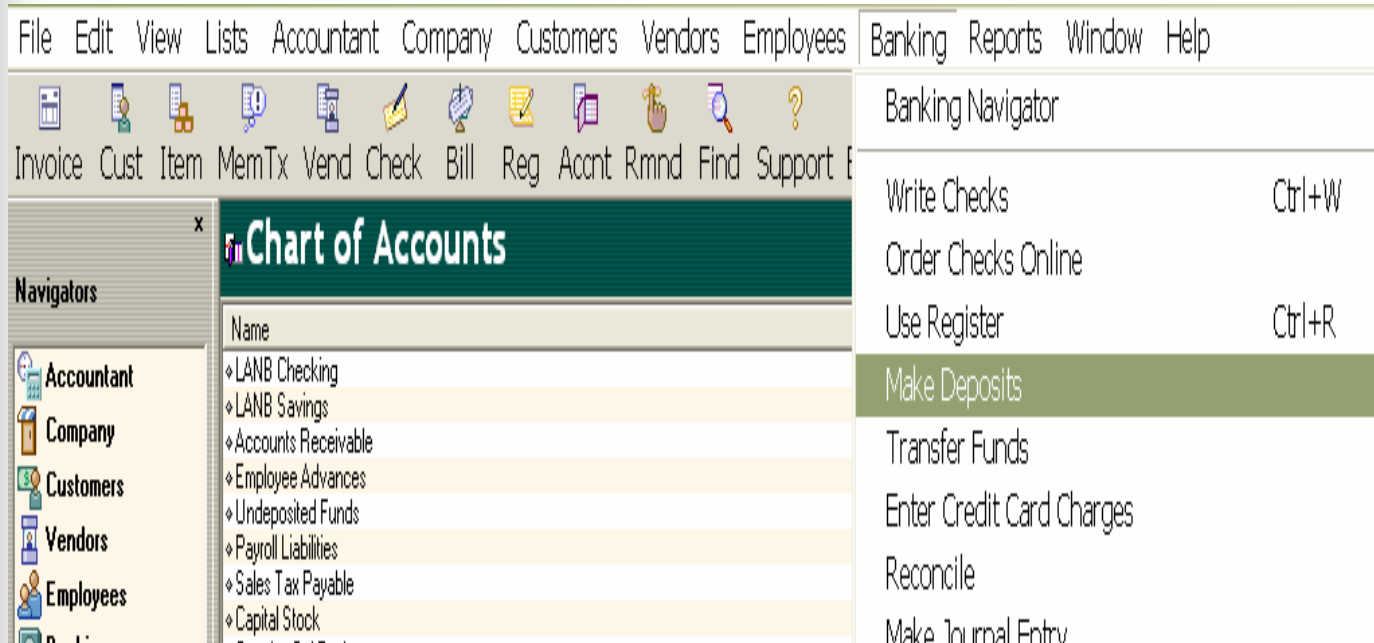 File Edit View Lists Accountant Company Customers Vendors Employees Banking Reports Window Help
Invoice Cust Item MemTx Vend Check Bill Reg Accnt Rmnd Find Support
Banking Navigator
Write Checks Ctrl+W
Order Checks Online
Use Register Ctrl+R
Make Deposits
Transfer Funds
Enter Credit Card Charges
Reconcile
Make Journal Entry
x
Navigators
Accountant
Company
Customers
Vendors
Employees
Chart of Accounts
Name
LANB Checking
LANB Savings
Accounts Receivable
Employee Advances
Undeposited Funds
Payroll Liabilities
Sales Tax Payable
Capital Stock